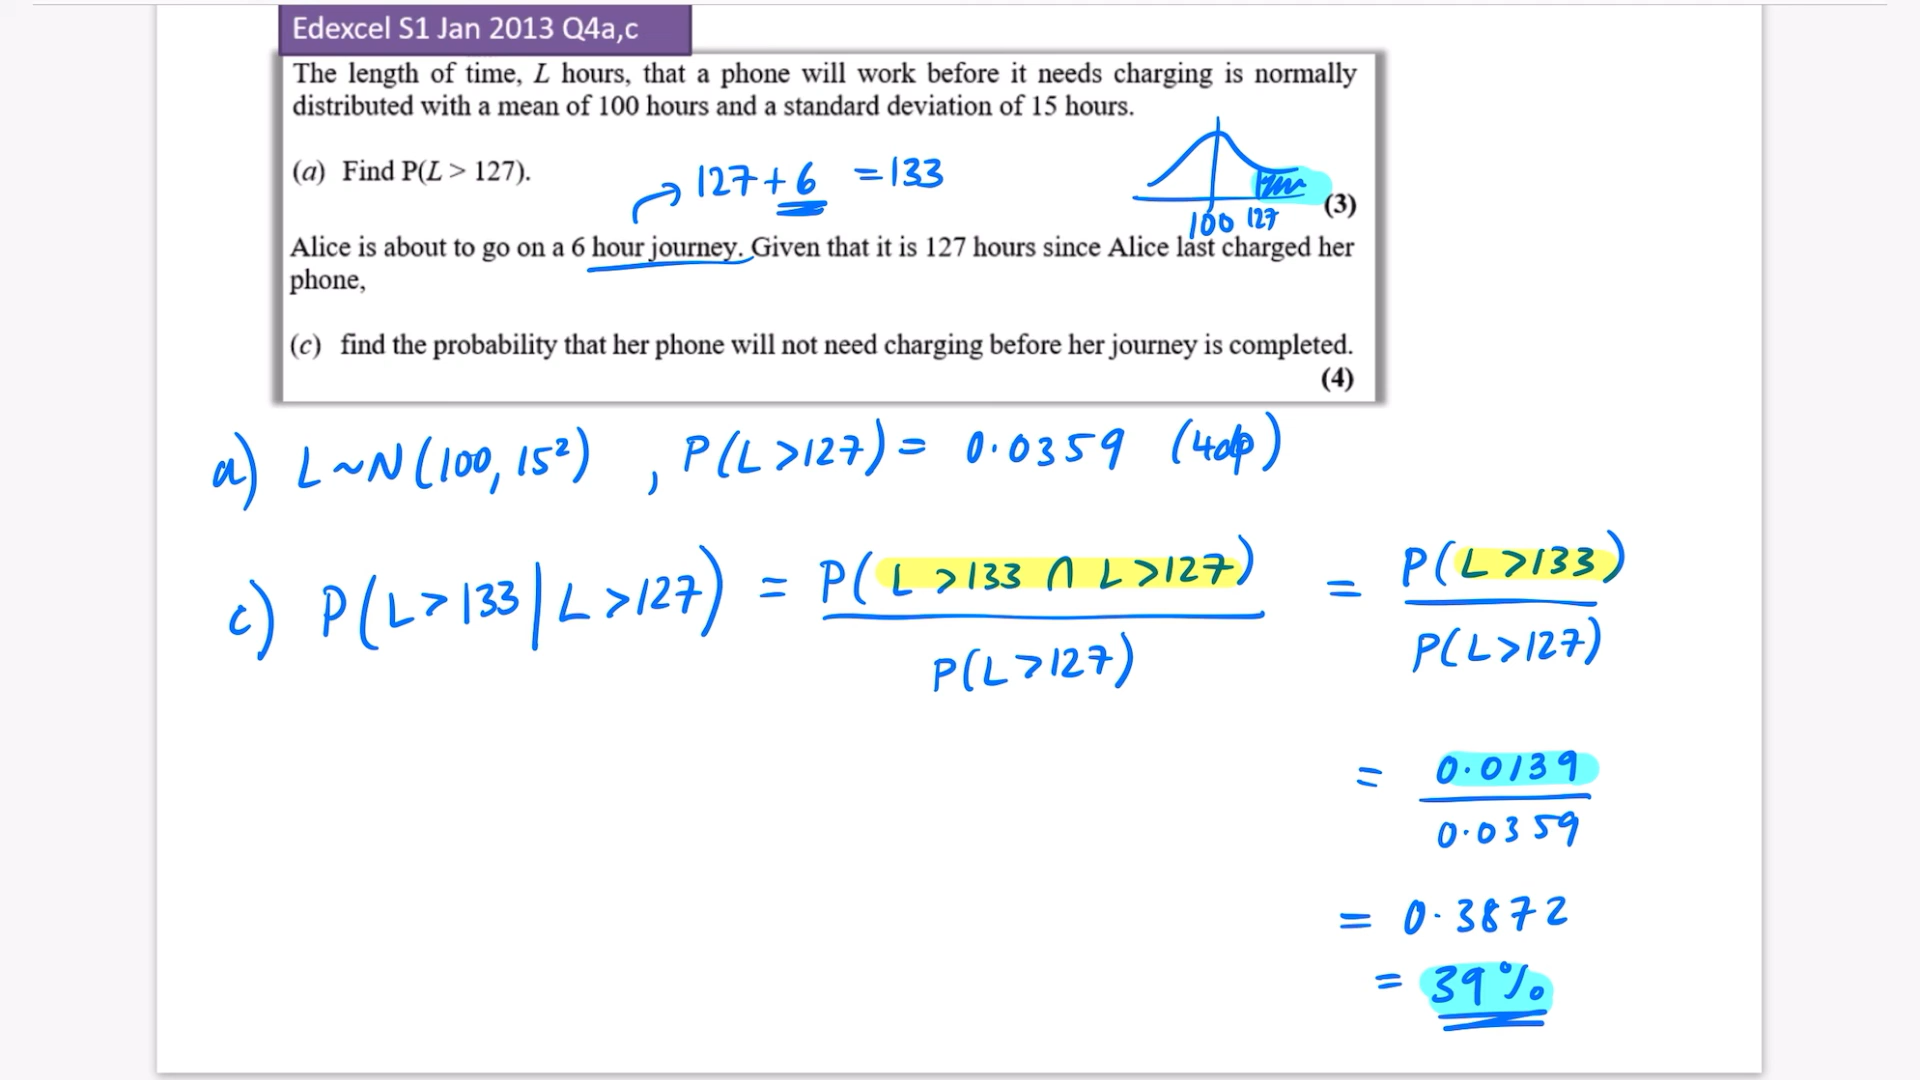 Edexcel S1 Jan 2013 Q4a,c
The length of time, L hours, that a phone will work before it needs charging is normally
distributed with a mean of 100 hours and a standard deviation of 15 hours.
(a) Find P(L > 127).
127 + 6 = 133
100 127
(3)
Alice is about to go on a 6 hour journey. Given that it is 127 hours since Alice last charged her
phone,
(c) find the probability that her phone will not need charging before her journey is completed.
(4)
a) L ~ N(100, 15²) , P(L > 127) = 0.0359 (4dp)
c) P(L > 133 | L > 127) = P(L > 133 ∩ L > 127) / P(L > 127) = P(L > 133) / P(L > 127)
= 0.0139 / 0.0359
= 0.3872
= 39%